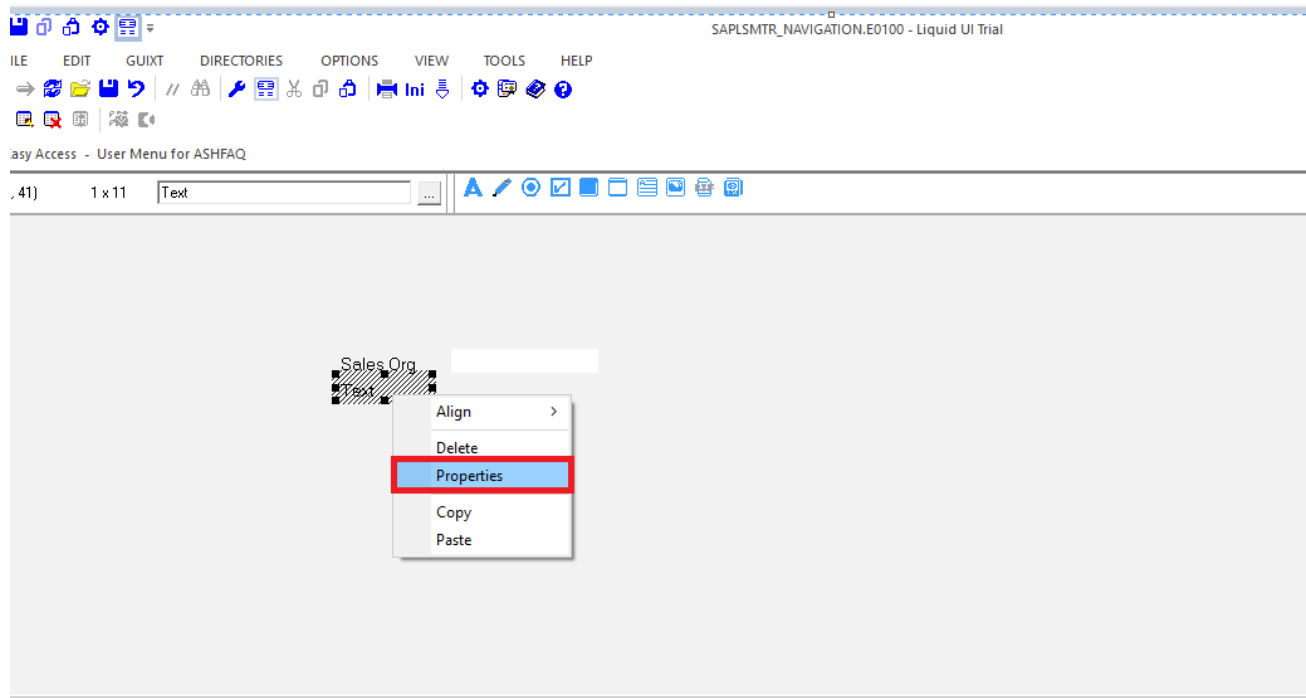 SAPLSMTR_NAVIGATION.E0100 - Liquid UI Trial
ILE EDIT GUIXT DIRECTORIES OPTIONS VIEW TOOLS HELP
// Ini
asy Access - User Menu for ASHFAQ
, 41) 1 x 11 Text ... A
Sales Org
Text
Align >
Delete
Properties
Copy
Paste